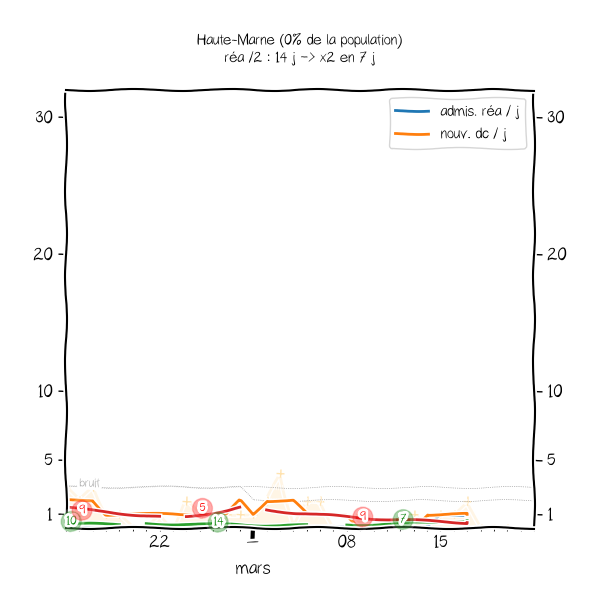 Haute-Marne (0% de la population)
réa /2 : 14 j -> x2 en 7 j
admis. réa / j
nouv. dc / j
30 30
20 20
10 10
5 5
bruit
9 5 9
10 14 7
1 1
22 1 08 15
mars